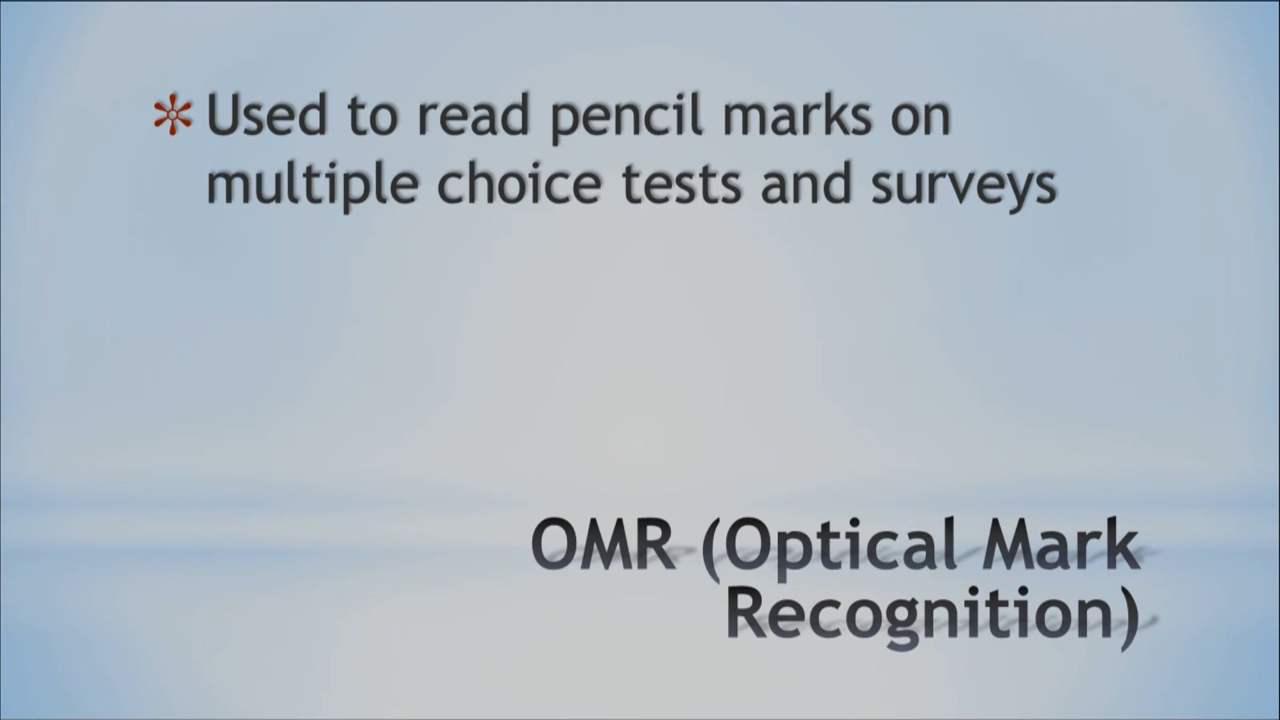 * Used to read pencil marks on
multiple choice tests and surveys
OMR (Optical Mark
Recognition)